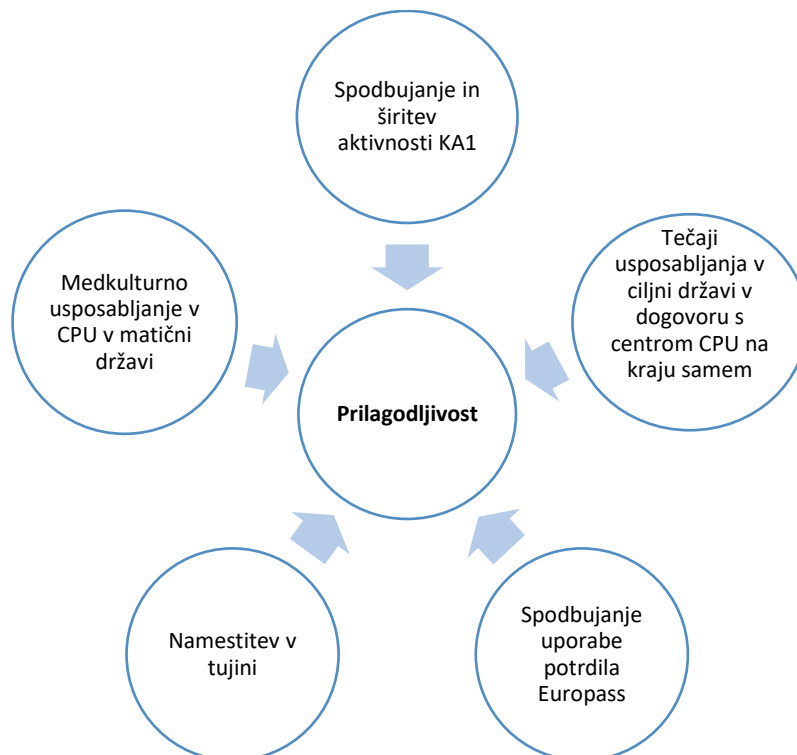 Spodbujanje in
širitev
aktivnosti KA1
Medkulturno
usposabljanje v
CPU v matični
državi
Tečaji
usposabljanja v
ciljni državi v
dogovoru s
centrom CPU na
kraju samem
Prilagodljivost
Namestitev v
tujini
Spodbujanje
uporabe
potrdila
Europass